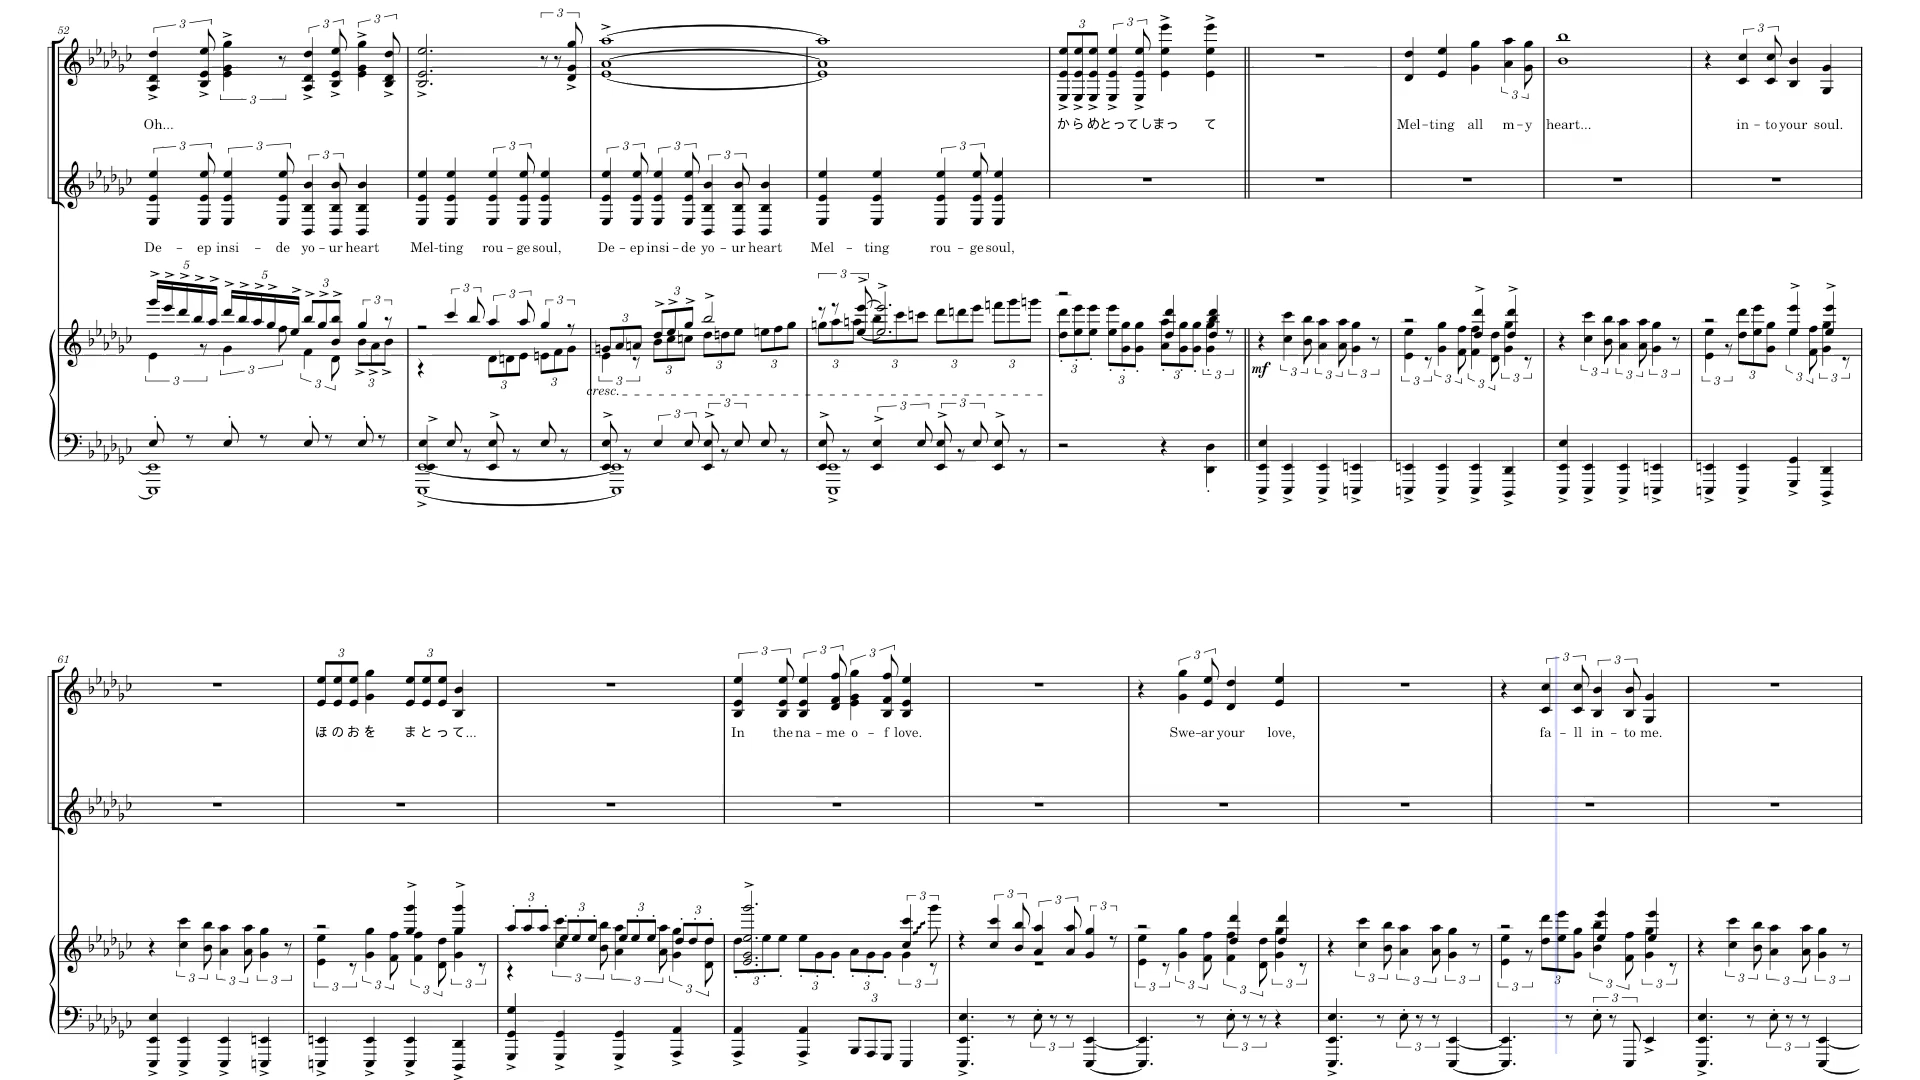 52
Oh...
からめとってしまっ て
Mel-ting all m-y heart...
in - to your soul.
De - ep insi - de yo - ur heart Mel-ting rou - ge soul, De - ep insi - de yo - ur heart Mel - ting rou - ge soul,
cresc.
mf
61
ほのおを まとって...
In the na - me o - f love.
Swe-ar your love,
fa - ll in - to me.